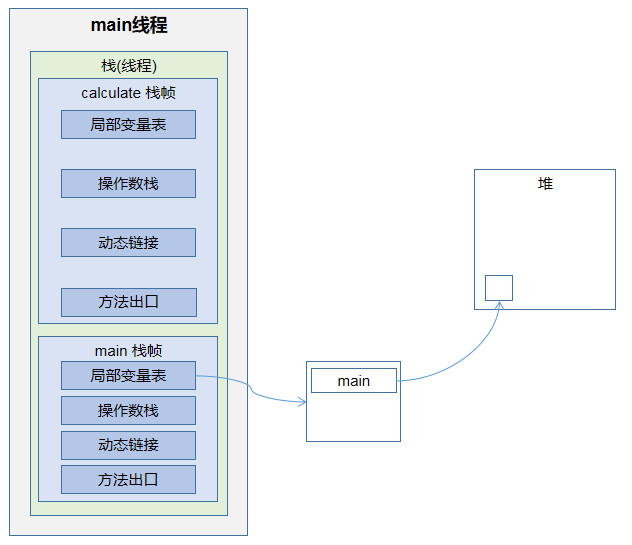 main线程
栈(线程)
calculate 栈帧
局部变量表
操作数栈
动态链接
方法出口
main 栈帧
局部变量表
操作数栈
动态链接
方法出口
main
堆